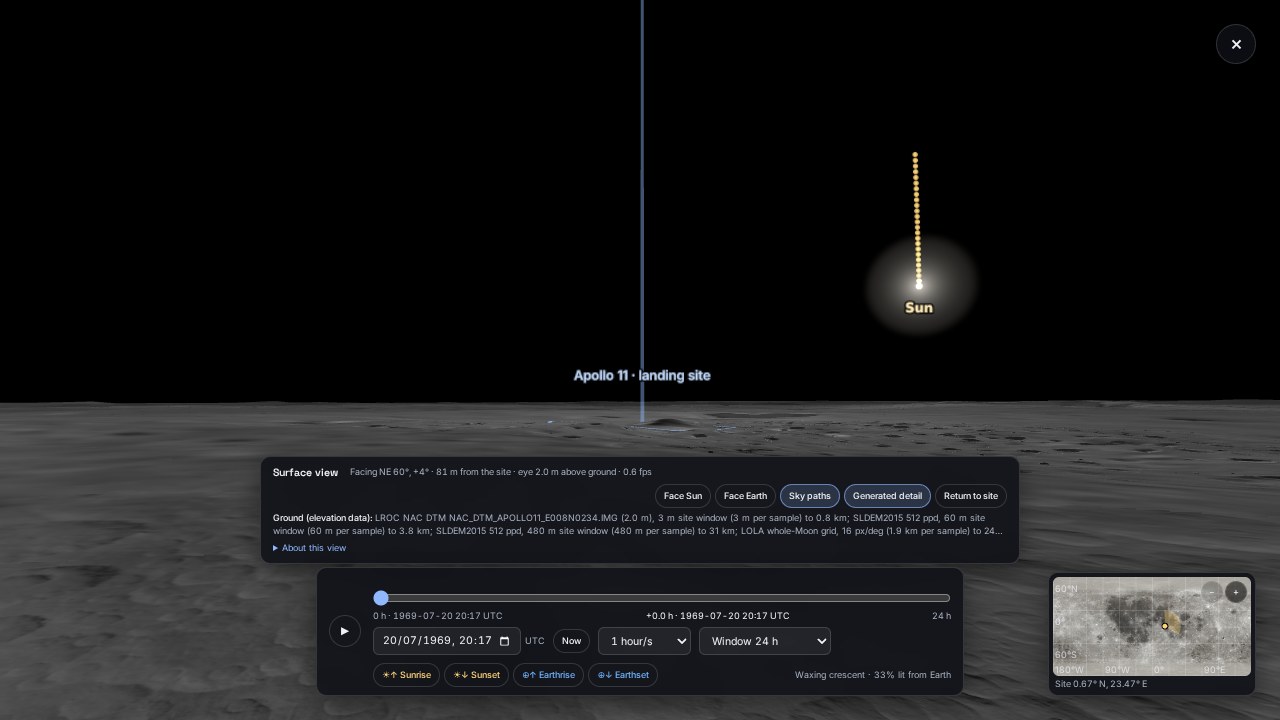 ✕
Sun
Apollo 11 · landing site
Surface view Facing NE 60°, +4° · 81 m from the site · eye 2.0 m above ground · 0.6 fps
Face Sun Face Earth Sky paths Generated detail Return to site
Ground (elevation data): LROC NAC DTM NAC_DTM_APOLLO11_E008N0234.IMG (2.0 m), 3 m site window (3 m per sample) to 0.8 km; SLDEM2015 512 ppd, 60 m site
window (60 m per sample) to 3.8 km; SLDEM2015 512 ppd, 480 m site window (480 m per sample) to 31 km; LOLA whole-Moon grid, 16 px/deg (1.9 km per sample) to 24...
▶ About this view
0 h · 1969-07-20 20:17 UTC +0.0 h · 1969-07-20 20:17 UTC 24 h
20/07/1969, 20:17 UTC Now 1 hour/s Window 24 h
☀↑ Sunrise ☀↓ Sunset ⊕↑ Earthrise ⊕↓ Earthset Waxing crescent · 33% lit from Earth
60°N − +
0°
60°S
180°W 90°W 0° 90°E
Site 0.67° N, 23.47° E